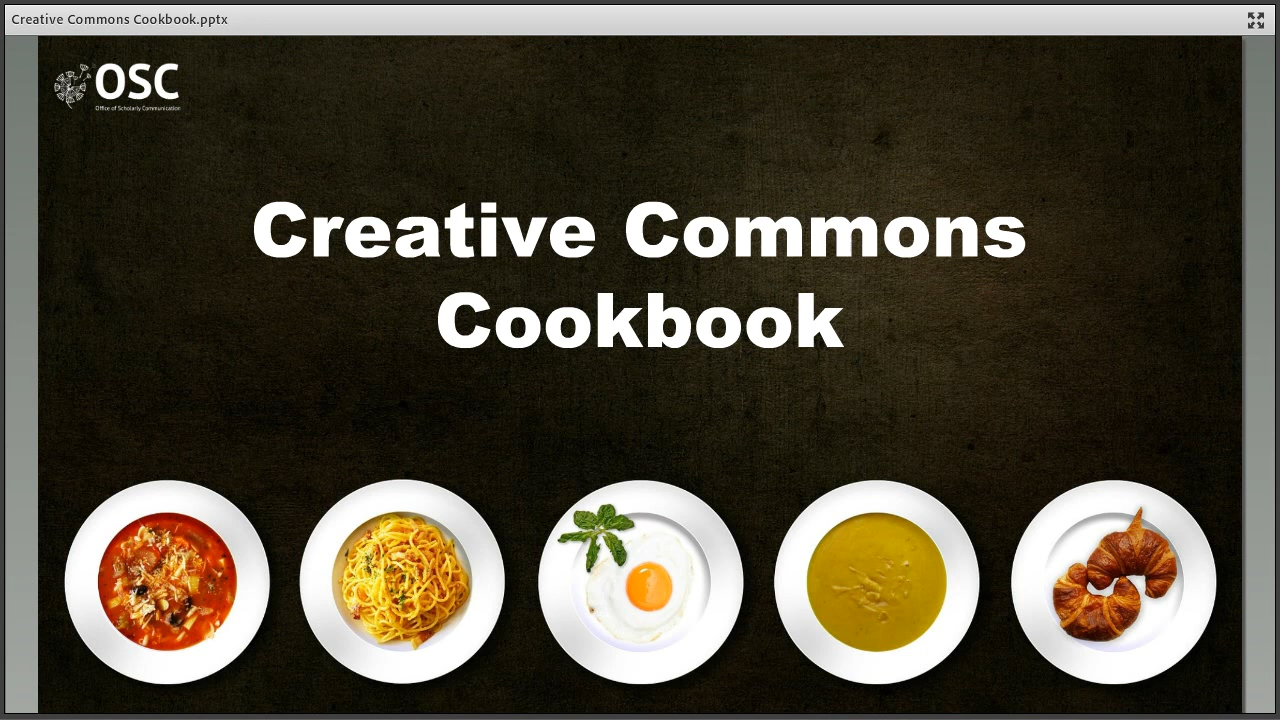 Creative Commons Cookbook.pptx
OSC
Office of Scholarly Communication
Creative Commons
Cookbook